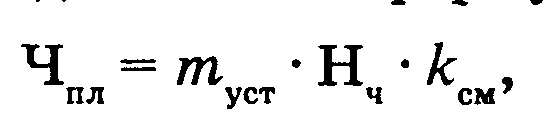 Ч_пл = m_уст · Н_ч · k_см,